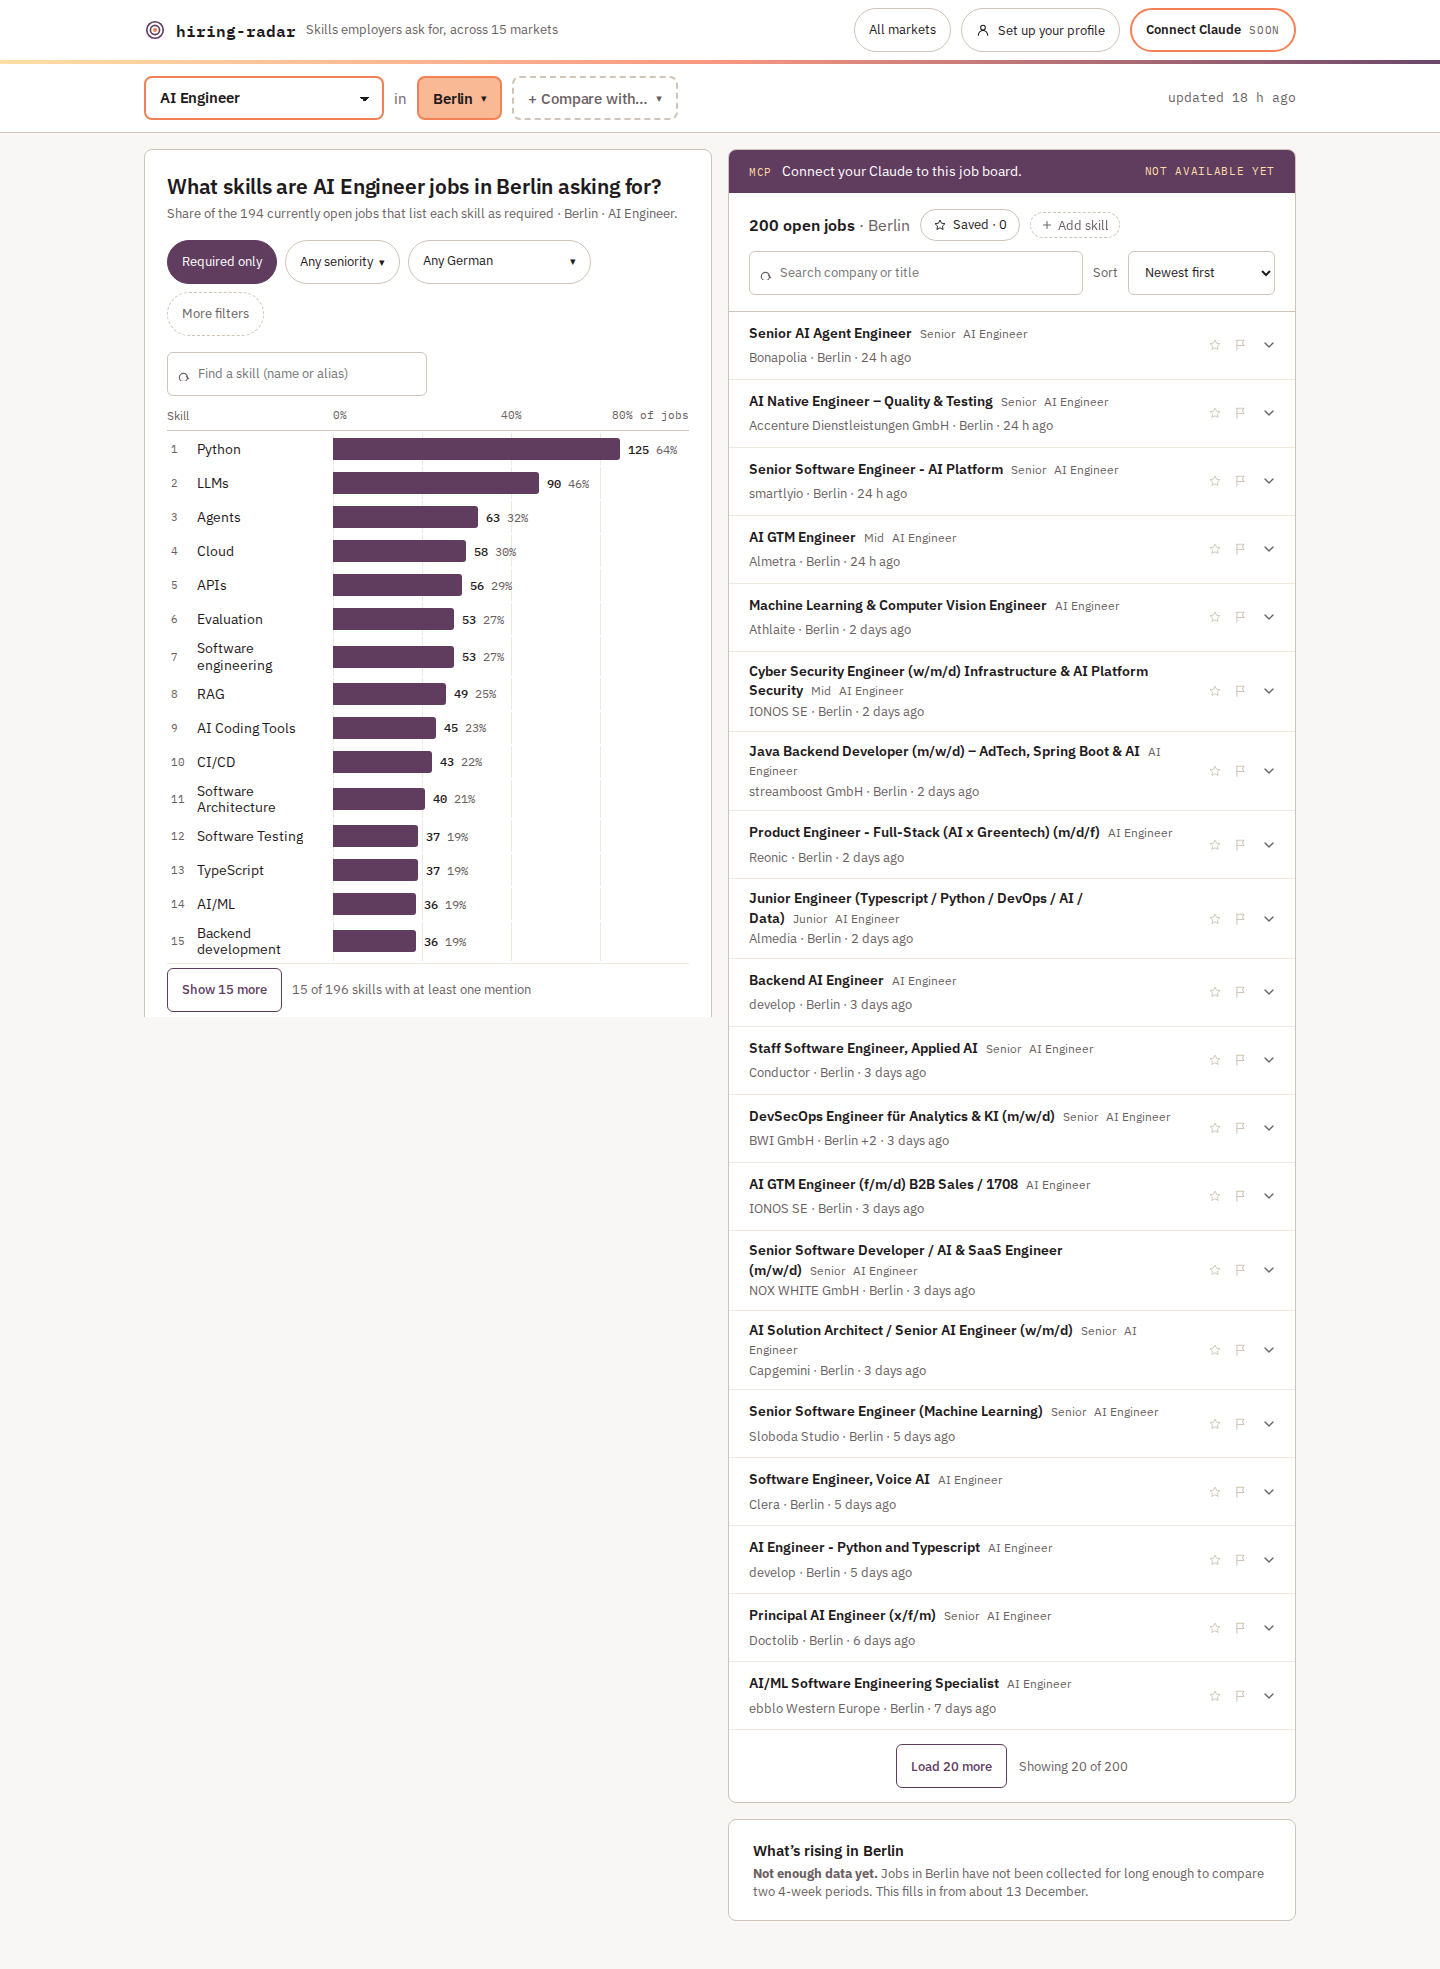 hiring-radar Skills employers ask for, across 15 markets
All markets
Set up your profile
Connect Claude SOON
AI Engineer in Berlin ▾ + Compare with... ▾
updated 18 h ago
What skills are AI Engineer jobs in Berlin asking for?
Share of the 194 currently open jobs that list each skill as required · Berlin · AI Engineer.
Required only
Any seniority ▾
Any German ▾
More filters
Find a skill (name or alias)
Skill 0% 40% 80% of jobs
1 Python 125 64%
2 LLMs 90 46%
3 Agents 63 32%
4 Cloud 58 30%
5 APIs 56 29%
6 Evaluation 53 27%
7 Software engineering 53 27%
8 RAG 49 25%
9 AI Coding Tools 45 23%
10 CI/CD 43 22%
11 Software Architecture 40 21%
12 Software Testing 37 19%
13 TypeScript 37 19%
14 AI/ML 36 19%
15 Backend development 36 19%
Show 15 more 15 of 196 skills with at least one mention
MCP Connect your Claude to this job board. NOT AVAILABLE YET
200 open jobs · Berlin Saved · 0 + Add skill
Search company or title Sort Newest first
Senior AI Agent Engineer Senior AI Engineer
Bonapolia · Berlin · 24 h ago
AI Native Engineer – Quality & Testing Senior AI Engineer
Accenture Dienstleistungen GmbH · Berlin · 24 h ago
Senior Software Engineer - AI Platform Senior AI Engineer
smartlyio · Berlin · 24 h ago
AI GTM Engineer Mid AI Engineer
Almetra · Berlin · 24 h ago
Machine Learning & Computer Vision Engineer AI Engineer
Athlaite · Berlin · 2 days ago
Cyber Security Engineer (w/m/d) Infrastructure & AI Platform
Security Mid AI Engineer
IONOS SE · Berlin · 2 days ago
Java Backend Developer (m/w/d) – AdTech, Spring Boot & AI AI
Engineer
streamboost GmbH · Berlin · 2 days ago
Product Engineer - Full-Stack (AI x Greentech) (m/d/f) AI Engineer
Reonic · Berlin · 2 days ago
Junior Engineer (Typescript / Python / DevOps / AI /
Data) Junior AI Engineer
Almedia · Berlin · 2 days ago
Backend AI Engineer AI Engineer
develop · Berlin · 3 days ago
Staff Software Engineer, Applied AI Senior AI Engineer
Conductor · Berlin · 3 days ago
DevSecOps Engineer für Analytics & KI (m/w/d) Senior AI Engineer
BWI GmbH · Berlin +2 · 3 days ago
AI GTM Engineer (f/m/d) B2B Sales / 1708 AI Engineer
IONOS SE · Berlin · 3 days ago
Senior Software Developer / AI & SaaS Engineer
(m/w/d) Senior AI Engineer
NOX WHITE GmbH · Berlin · 3 days ago
AI Solution Architect / Senior AI Engineer (w/m/d) Senior AI
Engineer
Capgemini · Berlin · 3 days ago
Senior Software Engineer (Machine Learning) Senior AI Engineer
Sloboda Studio · Berlin · 5 days ago
Software Engineer, Voice AI AI Engineer
Clera · Berlin · 5 days ago
AI Engineer - Python and Typescript AI Engineer
develop · Berlin · 5 days ago
Principal AI Engineer (x/f/m) Senior AI Engineer
Doctolib · Berlin · 6 days ago
AI/ML Software Engineering Specialist AI Engineer
ebblo Western Europe · Berlin · 7 days ago
Load 20 more Showing 20 of 200
What’s rising in Berlin
Not enough data yet. Jobs in Berlin have not been collected for long enough to compare
two 4-week periods. This fills in from about 13 December.